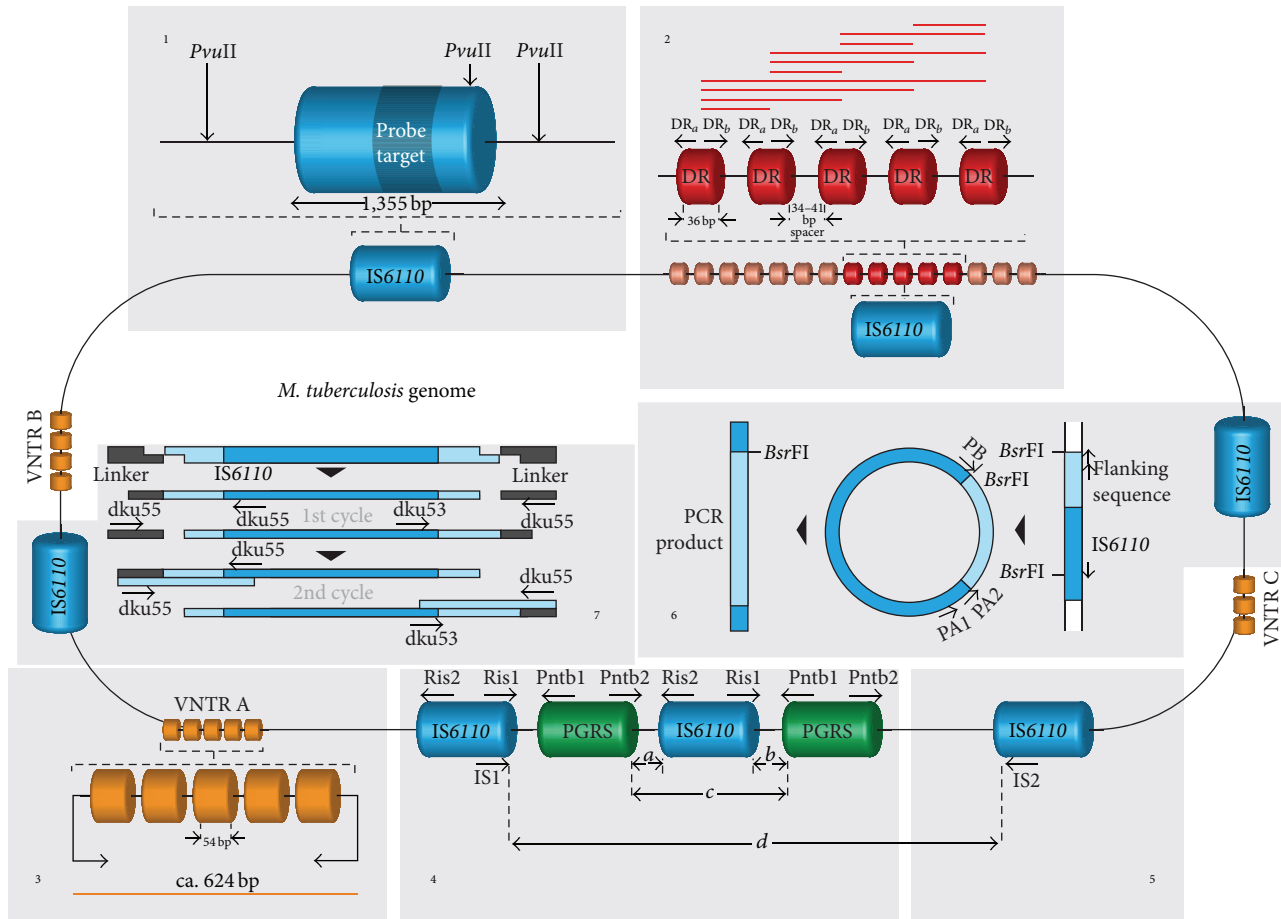 1
PvuII
PvuII
PvuII
Probe
target
1,355 bp
IS6110
2
DRa DRb DRa DRb DRa DRb DRa DRb DRa DRb
DR DR DR DR DR
36 bp
34–41
bp
spacer
IS6110
M. tuberculosis genome
VNTR B
IS6110
Linker
IS6110
Linker
dku55
dku55
1st cycle
dku53
dku55
dku55
dku55
dku55
2nd cycle
dku53
7
BsrFI
PCR
product
PB
BsrFI
PA1
PA2
BsrFI
Flanking
sequence
IS6110
BsrFI
6
IS6110
VNTR C
VNTR A
54 bp
ca. 624 bp
3
Ris2 Ris1 Pntb1 Pntb2 Ris2 Ris1 Pntb1 Pntb2
IS6110 PGRS IS6110 PGRS
IS1
a
b
c
d
4
IS6110
IS2
5